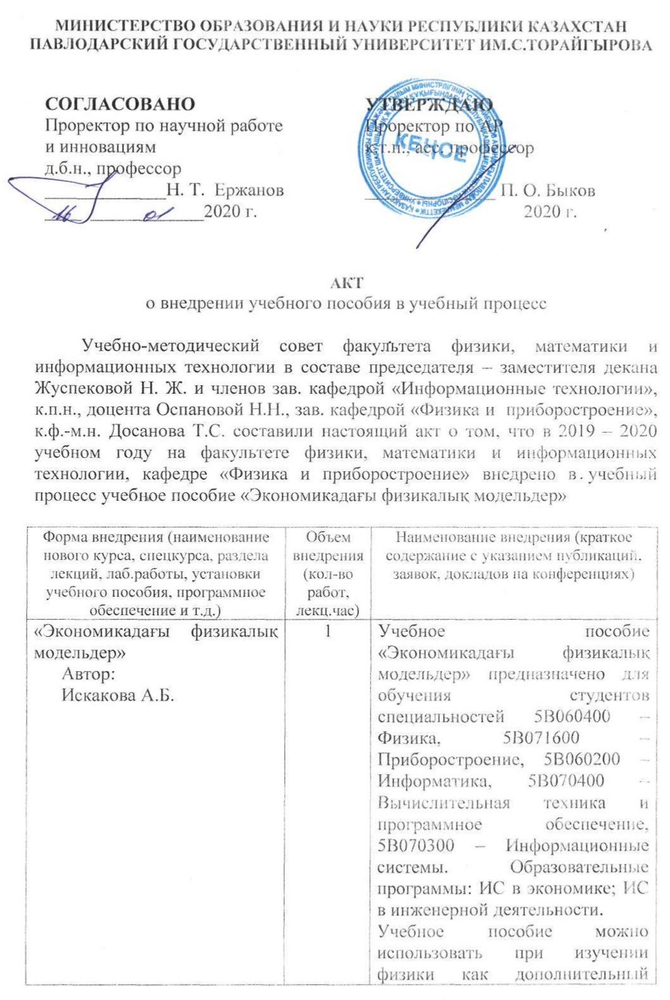 МИНИСТЕРСТВО ОБРАЗОВАНИЯ И НАУКИ РЕСПУБЛИКИ КАЗАХСТАН
ПАВЛОДАРСКИЙ ГОСУДАРСТВЕННЫЙ УНИВЕРСИТЕТ ИМ.С.ТОРАЙГЫРОВА
СОГЛАСОВАНО
Проректор по научной работе
и инновациям
д.б.н., профессор
______________Н. Т. Ержанов
16 01 2020 г.
УТВЕРЖДАЮ
Проректор по АР
к.т.н., асс. профессор
______________ П. О. Быков
2020 г.
КЕҢСЕ
АКТ
о внедрении учебного пособия в учебный процесс
Учебно-методический совет факультета физики, математики и
информационных технологии в составе председателя – заместителя декана
Жуспековой Н. Ж. и членов зав. кафедрой «Информационные технологии»,
к.п.н., доцента Оспановой Н.Н., зав. кафедрой «Физика и приборостроение»,
к.ф.-м.н. Досанова Т.С. составили настоящий акт о том, что в 2019 – 2020
учебном году на факультете физики, математики и информационных
технологии, кафедре «Физика и приборостроение» внедрено в учебный
процесс учебное пособие «Экономикадағы физикалық модельдер»
Форма внедрения (наименование
нового курса, спецкурса, раздела
лекций, лаб.работы, установки
учебного пособия, программное
обеспечение и т.д.)
Объем
внедрения
(кол-во
работ,
лекц.час)
Наименование внедрения (краткое
содержание с указанием публикаций,
заявок, докладов на конференциях)
«Экономикадағы физикалық
модельдер»
Автор:
Искакова А.Б.
1
Учебное пособие
«Экономикадағы физикалық
модельдер» предназначено для
обучения студентов
специальностей 5В060400 –
Физика, 5В071600 –
Приборостроение, 5В060200 –
Информатика, 5В070400 –
Вычислительная техника и
программное обеспечение,
5В070300 – Информационные
системы. Образовательные
программы: ИС в экономике; ИС
в инженерной деятельности.
Учебное пособие можно
использовать при изучении
физики как дополнительный